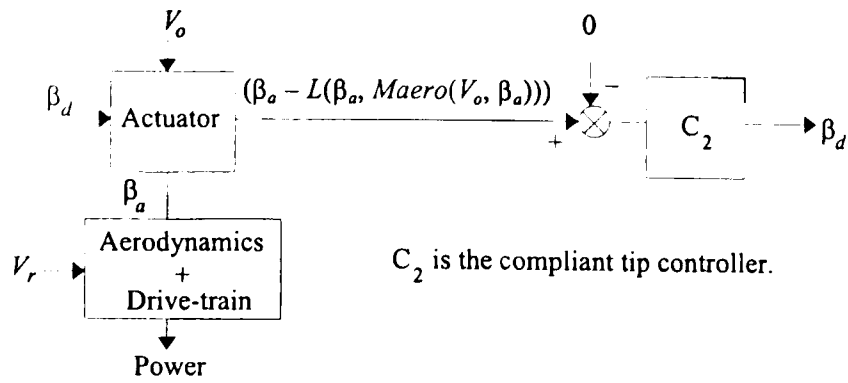 V_o
0
β_d
Actuator
(β_a – L(β_a, Maero(V_o, β_a)))
–
+
C_2
β_d
β_a
V_r
Aerodynamics
+
Drive-train
C_2 is the compliant tip controller.
Power